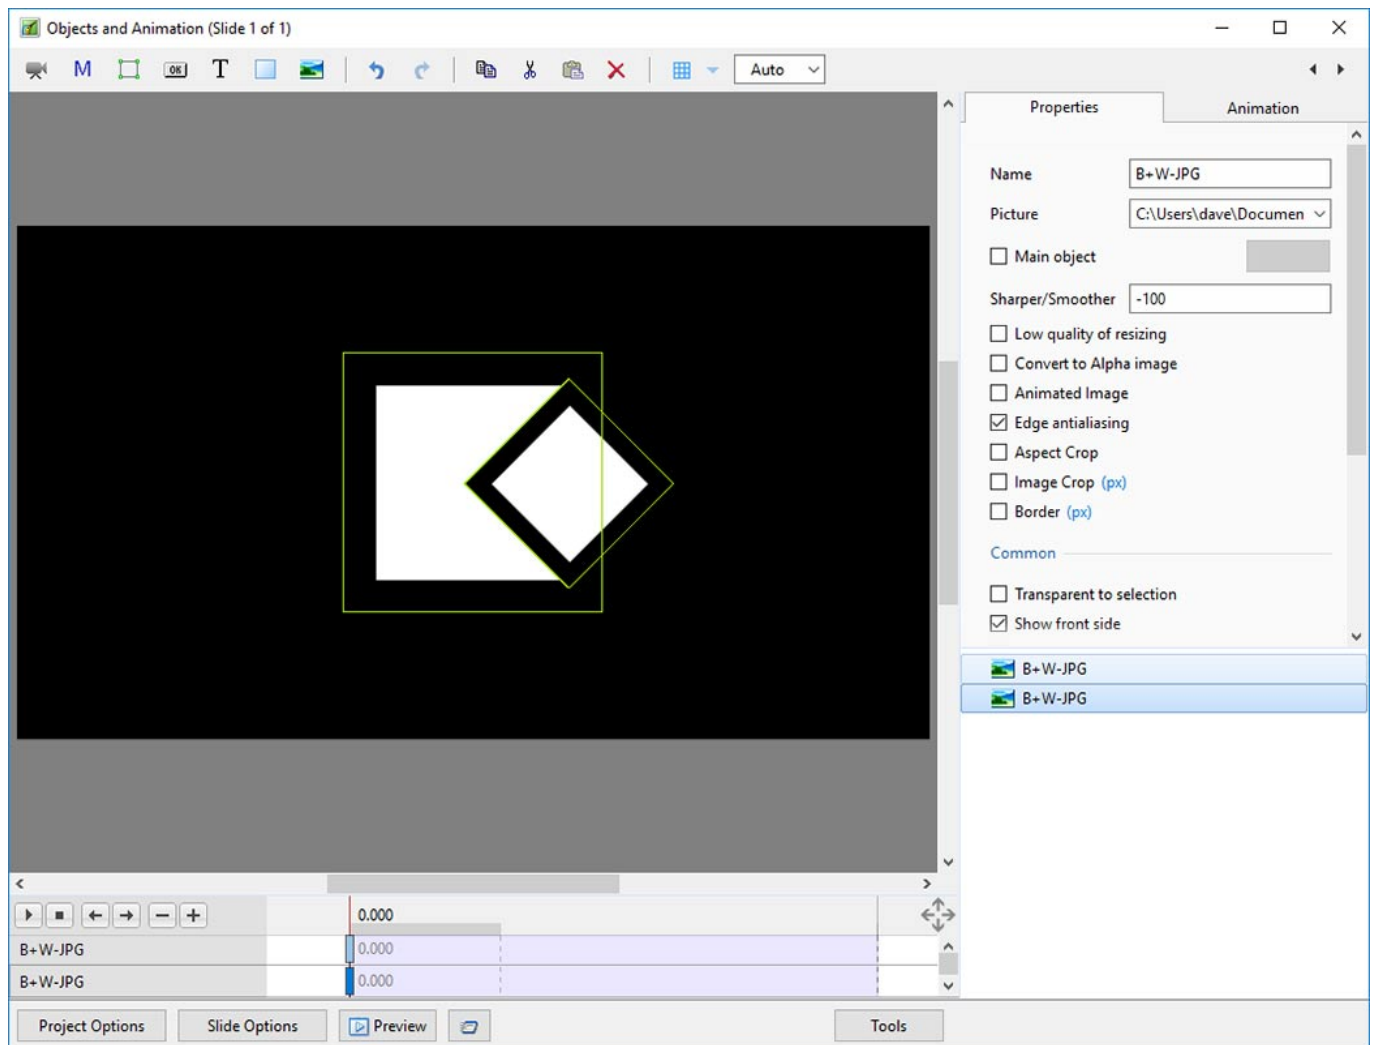 Objects and Animation (Slide 1 of 1)
M OK T Auto
Properties Animation
Name B+W-JPG
Picture C:\Users\dave\Documen
Main object
Sharper/Smoother -100
Low quality of resizing
Convert to Alpha image
Animated Image
Edge antialiasing
Aspect Crop
Image Crop (px)
Border (px)
Common
Transparent to selection
Show front side
B+W-JPG
B+W-JPG
0.000
B+W-JPG 0.000
B+W-JPG 0.000
Project Options Slide Options Preview Tools